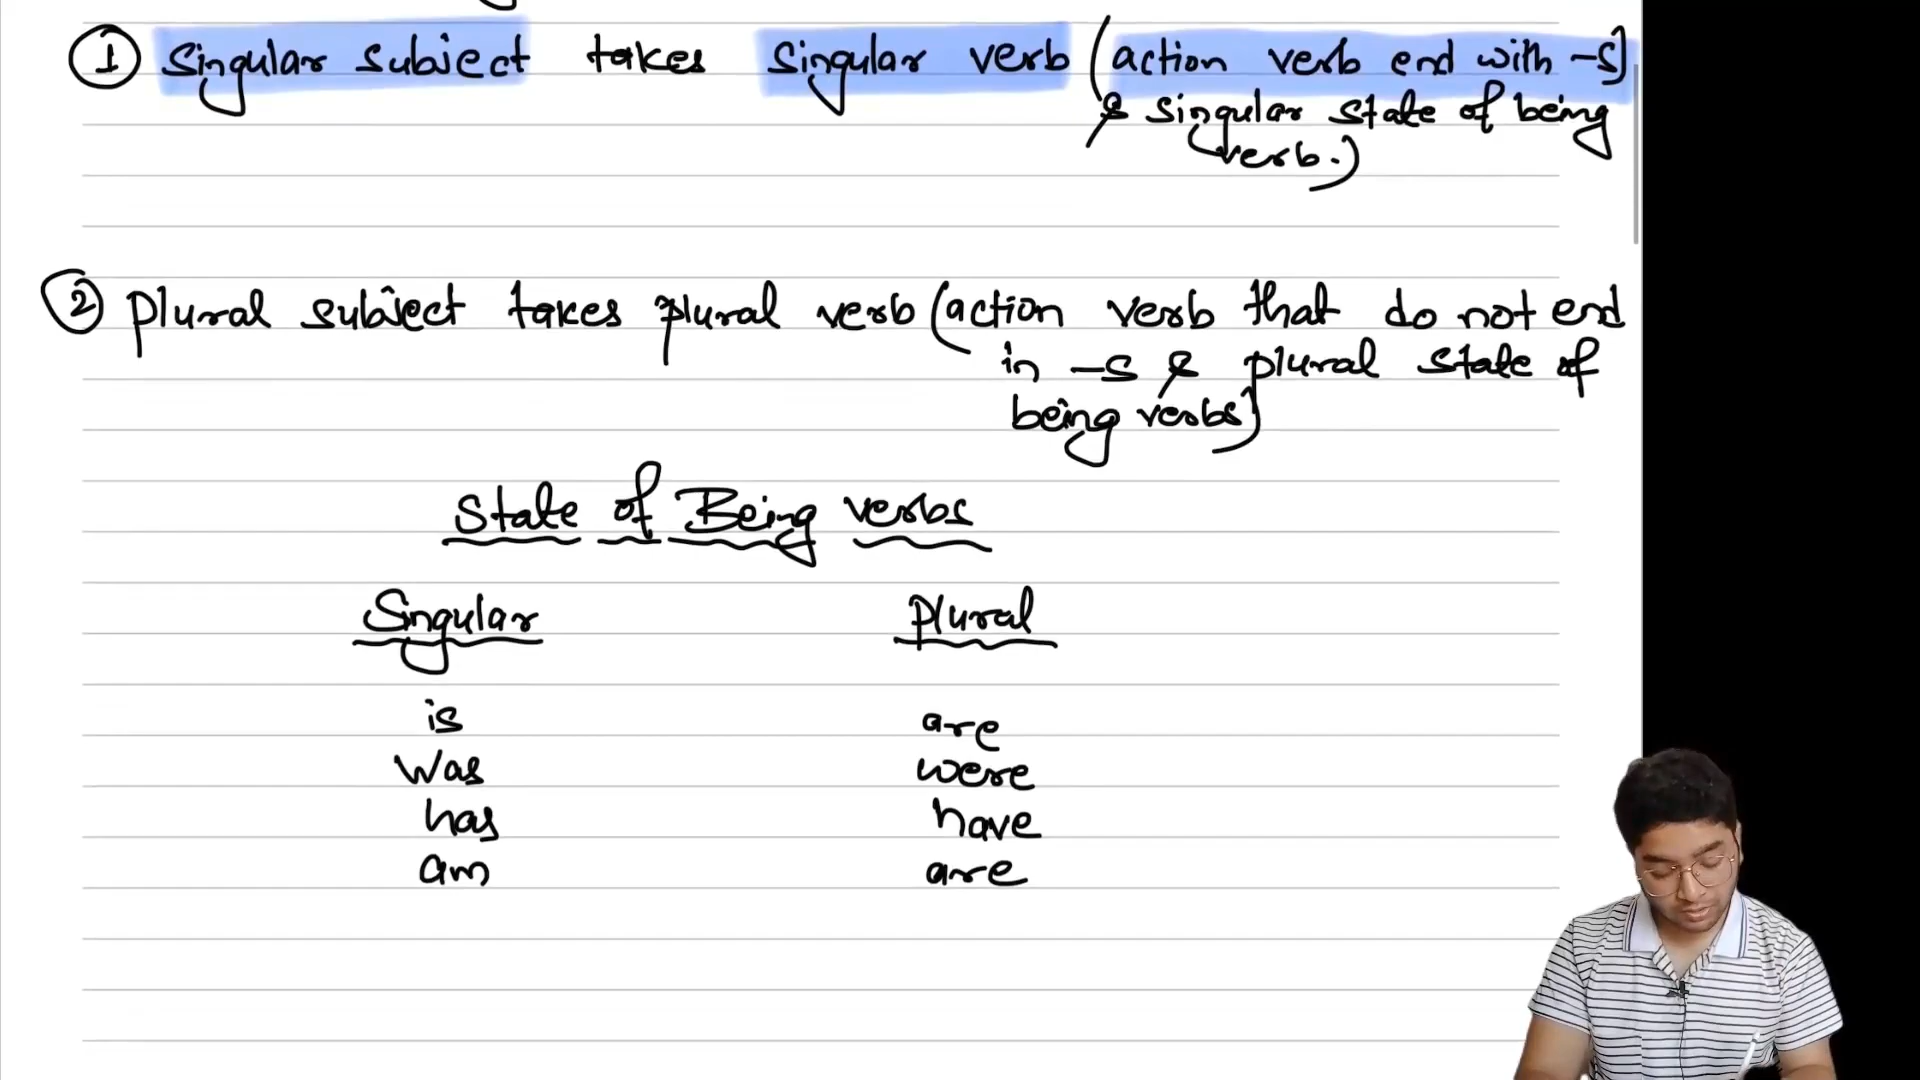 ① Singular subject takes singular verb (action verb end with -s)
& singular state of being
verb.)
② Plural subject takes plural verb (action verb that do not end
in -s & plural state of
being verbs)
State of Being verbs
Singular Plural
is are
was were
has have
am are